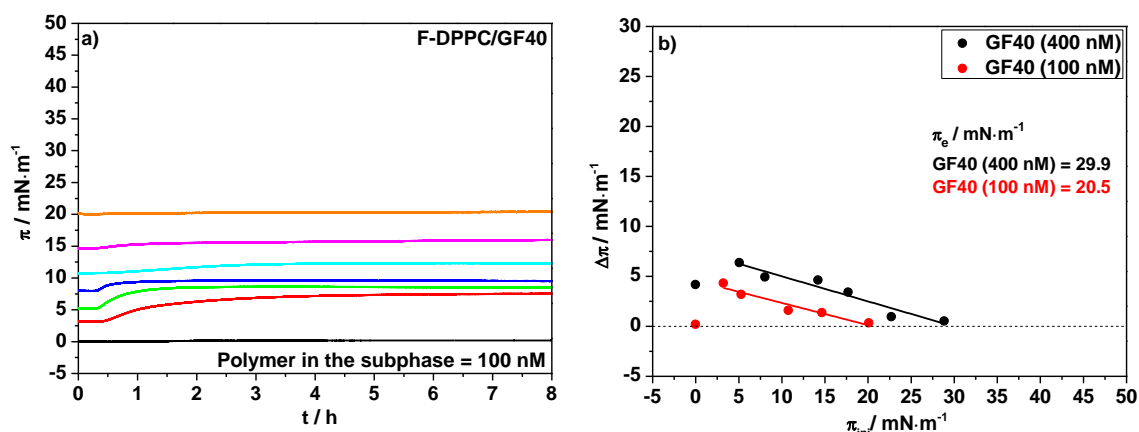 a)
F-DPPC/GF40
50
45
40
35
30
25
20
15
10
5
0
-5
π / mN·m⁻¹
Polymer in the subphase = 100 nM
0 1 2 3 4 5 6 7 8
t / h
b)
GF40 (400 nM)
GF40 (100 nM)
πe / mN·m⁻¹
GF40 (400 nM) = 29.9
GF40 (100 nM) = 20.5
30
25
20
15
10
5
0
-5
Δπ / mN·m⁻¹
-5 0 5 10 15 20 25 30 35 40 45 50
πini / mN·m⁻¹